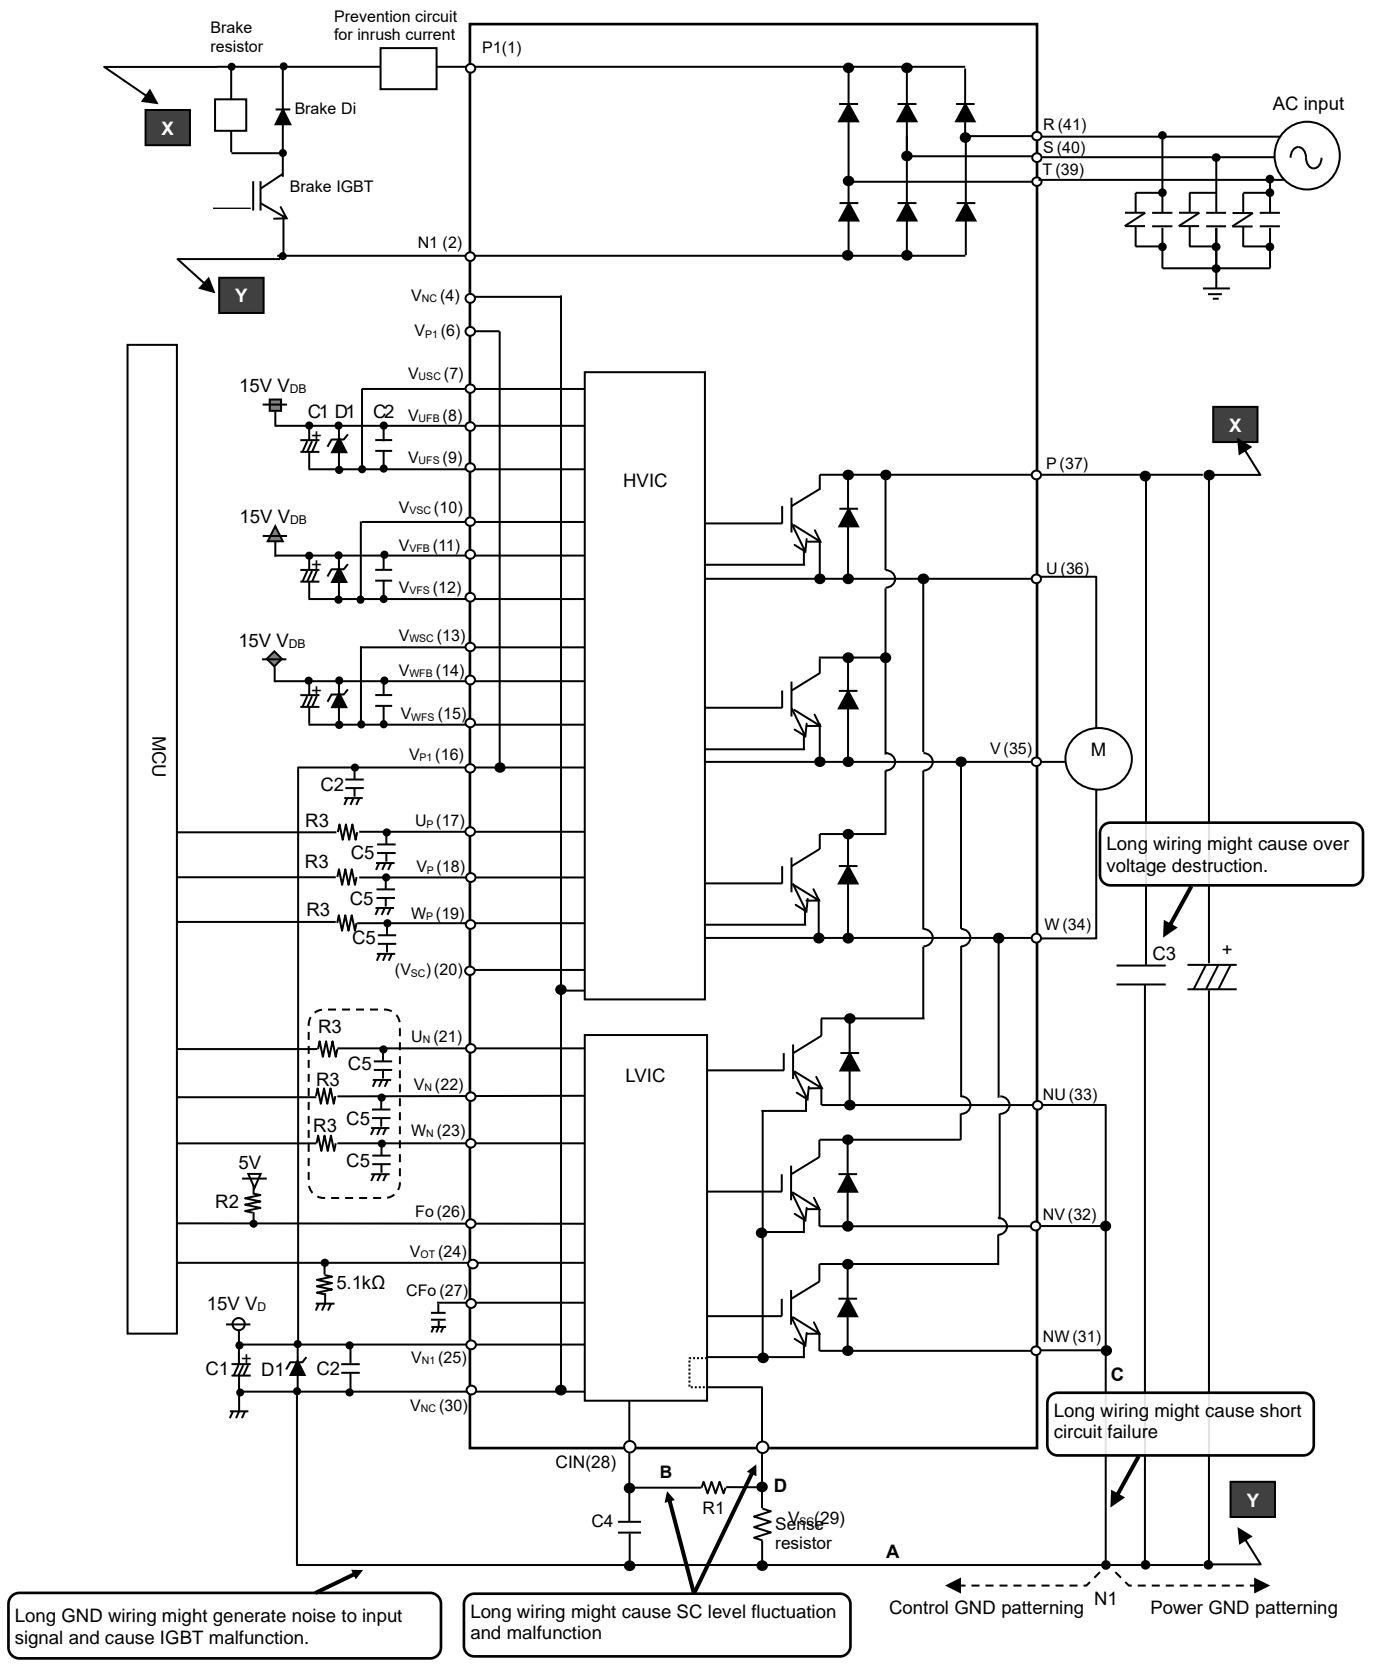 Prevention circuit
for inrush current
Brake
resistor
P1(1)
X
Brake Di
Brake IGBT
AC input
R (41)
S (40)
T (39)
N1 (2)
Y
VNC (4)
VP1 (6)
VUSC (7)
15V VDB
C1 D1 C2
VUFB (8)
VUFS (9)
HVIC
VVSC (10)
15V VDB
VVFB (11)
VVFS (12)
VWSC (13)
15V VDB
VWFB (14)
VWFS (15)
X
P (37)
U (36)
V (35)
M
W (34)
MCU
VP1 (16)
C2
R3
UP (17)
C5
R3
VP (18)
C5
R3
WP (19)
C5
(VSC) (20)
Long wiring might cause over
voltage destruction.
C3
+
R3
UN (21)
C5
R3
VN (22)
C5
R3
WN (23)
C5
LVIC
NU (33)
NV (32)
NW (31)
5V
R2
Fo (26)
VOT (24)
5.1kΩ
CFo (27)
15V VD
C1
D1
C2
VN1 (25)
VNC (30)
C
Long wiring might cause short
circuit failure
CIN(28)
B
D
R1
C4
VSC(29)
Sense
resistor
A
Y
Control GND patterning
N1
Power GND patterning
Long GND wiring might generate noise to input
signal and cause IGBT malfunction.
Long wiring might cause SC level fluctuation
and malfunction